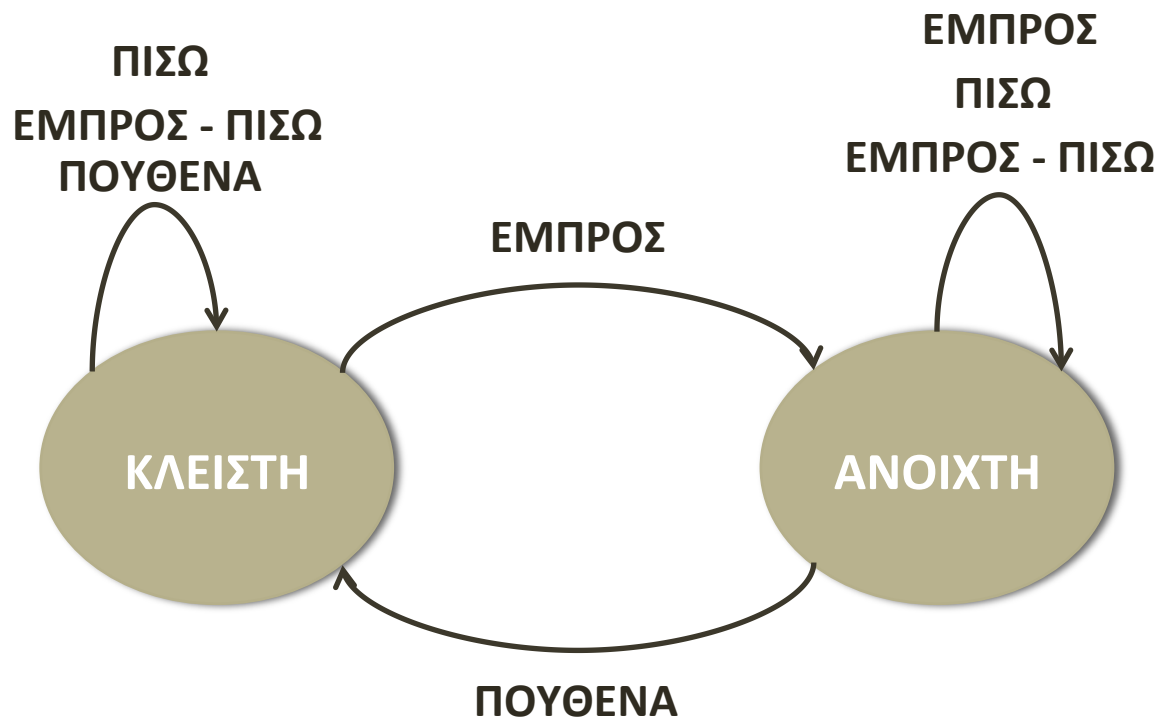 ΠΙΣΩ
ΕΜΠΡΟΣ - ΠΙΣΩ
ΠΟΥΘΕΝΑ
ΕΜΠΡΟΣ
ΠΙΣΩ
ΕΜΠΡΟΣ - ΠΙΣΩ
ΕΜΠΡΟΣ
ΚΛΕΙΣΤΗ
ΑΝΟΙΧΤΗ
ΠΟΥΘΕΝΑ